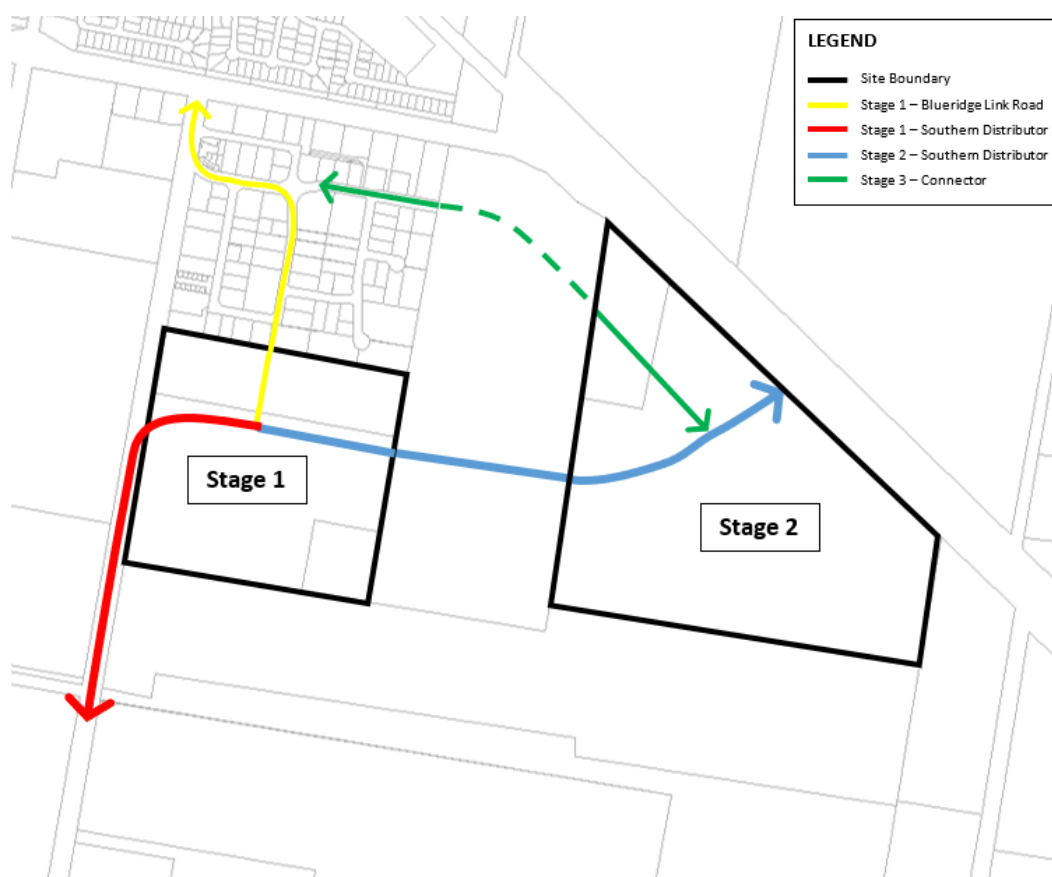 LEGEND
Site Boundary
Stage 1 – Blueridge Link Road
Stage 1 – Southern Distributor
Stage 2 – Southern Distributor
Stage 3 – Connector
Stage 1
Stage 2